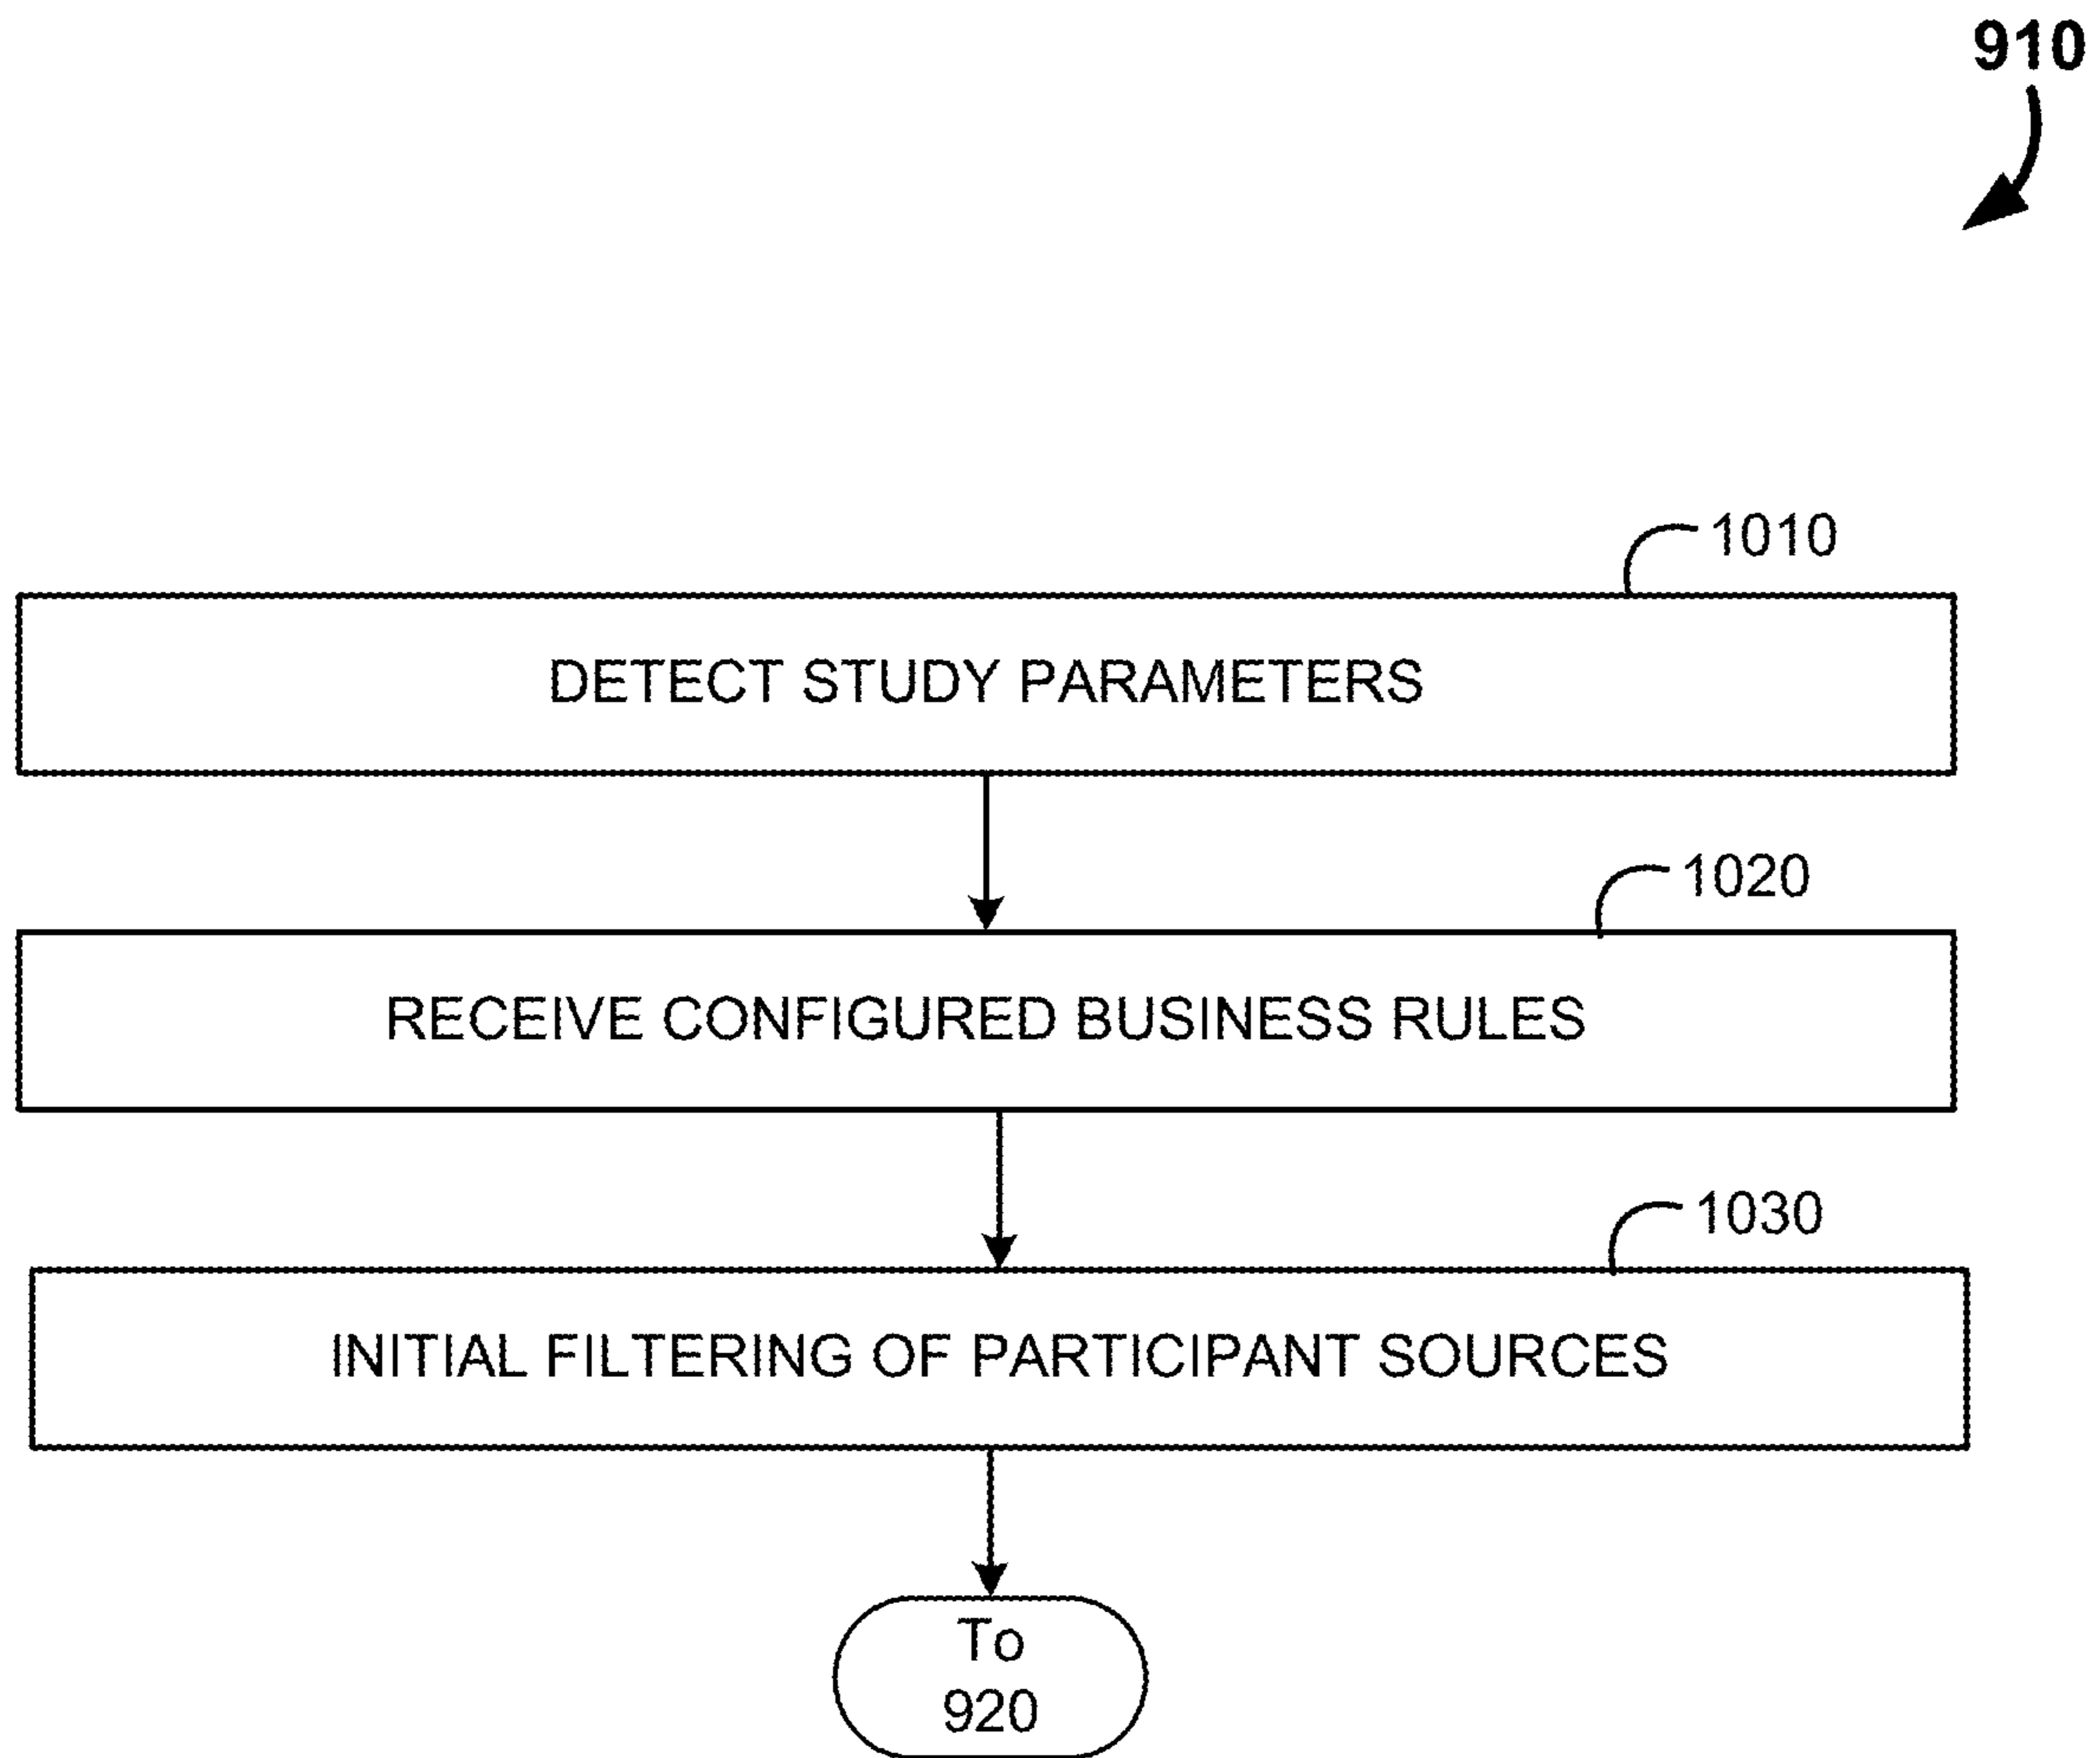 910
1010
DETECT STUDY PARAMETERS
1020
RECEIVE CONFIGURED BUSINESS RULES
1030
INITIAL FILTERING OF PARTICIPANT SOURCES
To
920